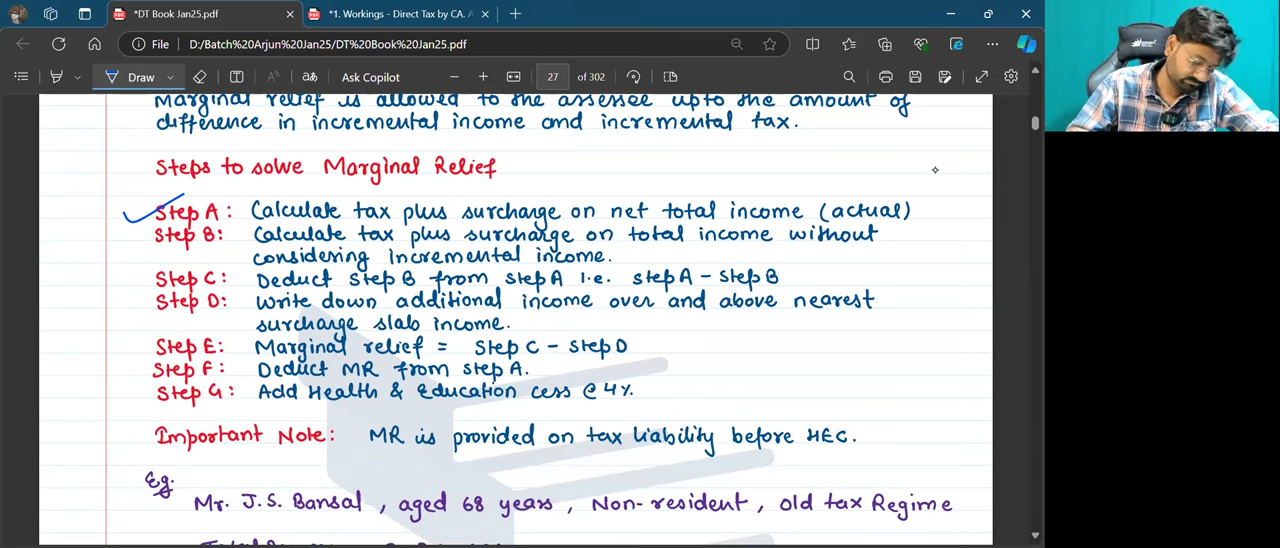 *DT Book Jan25.pdf
*1. Workings - Direct Tax by CA. A
File
D:/Batch%20Arjun%20Jan25/DT%20Book%20Jan25.pdf
Draw
Ask Copilot
27 of 302
Marginal relief is allowed to the assessee upto the amount of
difference in incremental income and incremental tax.
Steps to solve Marginal Relief
Step A: Calculate tax plus surcharge on net total income (actual)
Step B: Calculate tax plus surcharge on total income without
considering incremental income.
Step C: Deduct Step B from step A i.e. step A - step B
Step D: Write down additional income over and above nearest
surcharge slab income.
Step E: Marginal relief = Step C - Step D
Step F: Deduct MR from step A.
Step G: Add Health & Education cess @ 4%.
Important Note: MR is provided on tax liability before HEC.
Eg.
Mr. J.S. Bansal, aged 68 years, Non-resident, old tax Regime